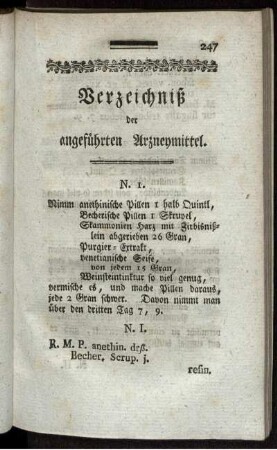 247
Verzeichniß
der
angeführten Arzneymittel.
N. 1.
Nimm anethinische Pillen 1 halb Quintl,
Becherische Pillen 1 Skrupel,
Skammonien Harz mit Zirbisnüß-
lein abgerieben 26 Gran,
Purgier-Extrakt,
venetianische Seife,
von jedem 15 Gran,
Weinsteintinktur so viel genug,
vermische es, und mache Pillen daraus,
jede 2 Gran schwer. Davon nimmt man
über den dritten Tag 7, 9.
N. I.
R. M. P. anethin. dʒß.
Becher. Scrup. j.
resin.